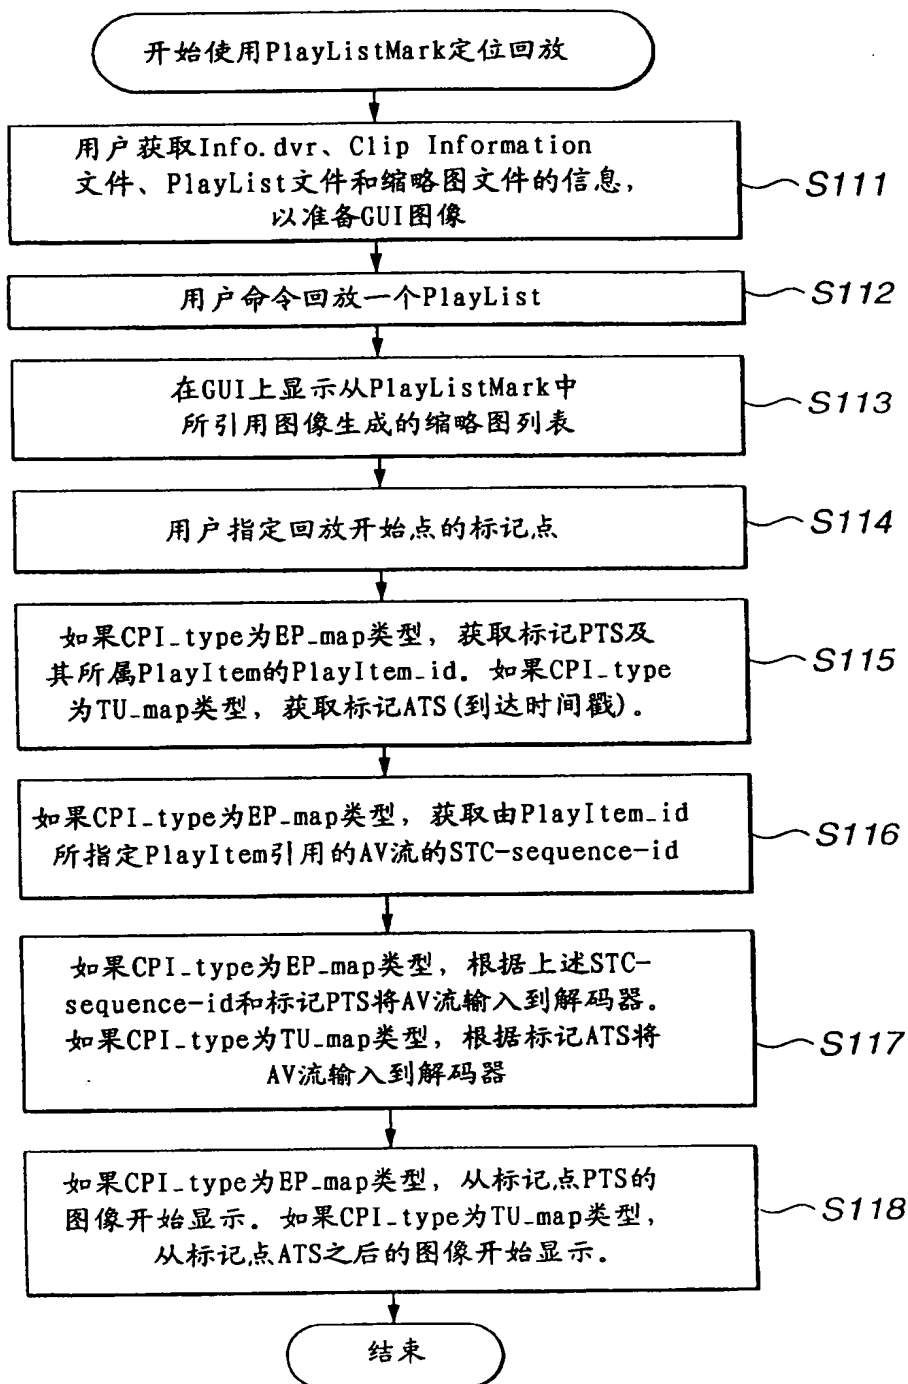 开始使用PlayListMark定位回放
用户获取Info.dvr、Clip Information
文件、PlayList文件和缩略图文件的信息，
以准备GUI图像
S111
用户命令回放一个PlayList
S112
在GUI上显示从PlayListMark中
所引用图像生成的缩略图列表
S113
用户指定回放开始点的标记点
S114
如果CPI_type为EP_map类型，获取标记PTS及
其所属PlayItem的PlayItem_id。如果CPI_type
为TU_map类型，获取标记ATS(到达时间戳)。
S115
如果CPI_type为EP_map类型，获取由PlayItem_id
所指定PlayItem引用的AV流的STC-sequence-id
S116
如果CPI_type为EP_map类型，根据上述STC-
sequence-id和标记PTS将AV流输入到解码器。
如果CPI_type为TU_map类型，根据标记ATS将
AV流输入到解码器
S117
如果CPI_type为EP_map类型，从标记点PTS的
图像开始显示。如果CPI_type为TU_map类型，
从标记点ATS之后的图像开始显示。
S118
结束